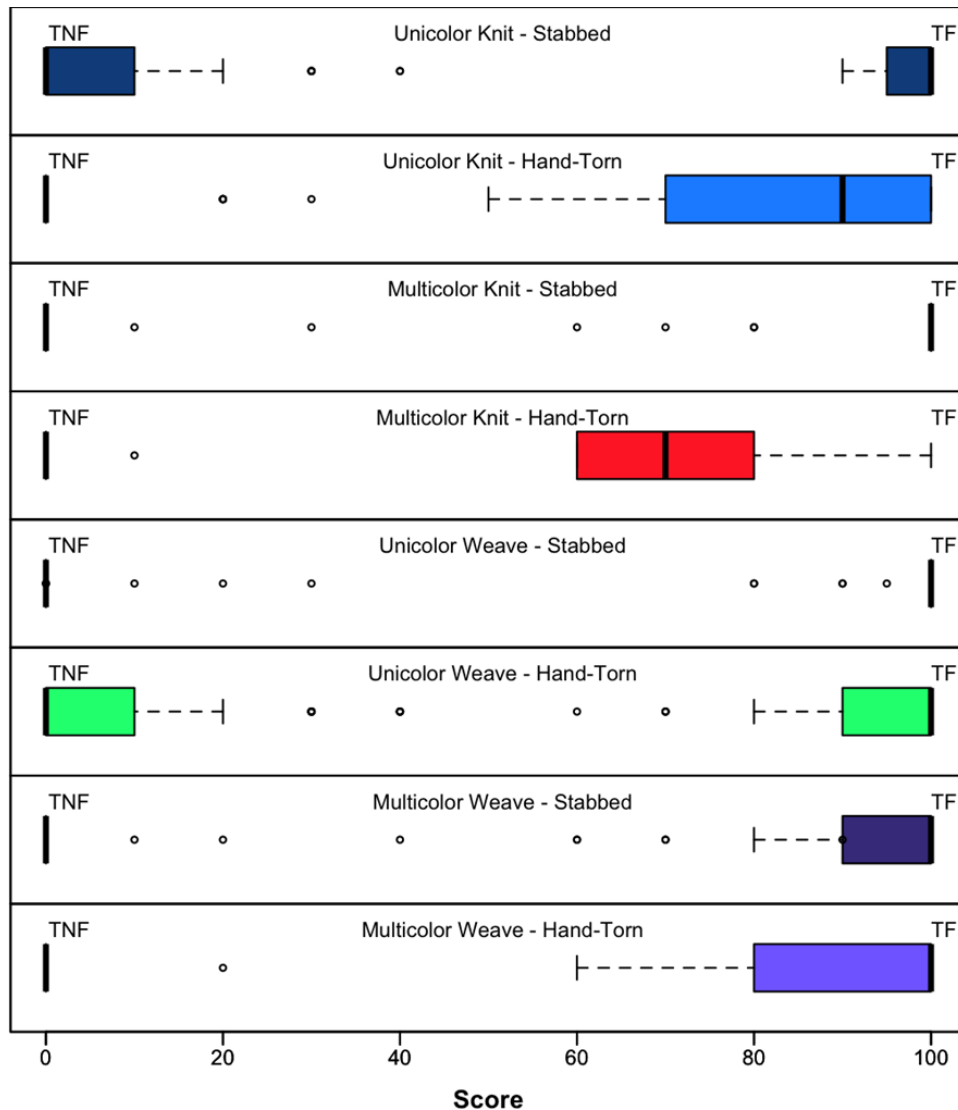 TNF Unicolor Knit - Stabbed TF
TNF Unicolor Knit - Hand-Torn TF
TNF Multicolor Knit - Stabbed TF
TNF Multicolor Knit - Hand-Torn TF
TNF Unicolor Weave - Stabbed TF
TNF Unicolor Weave - Hand-Torn TF
TNF Multicolor Weave - Stabbed TF
TNF Multicolor Weave - Hand-Torn TF
0 20 40 60 80 100
Score